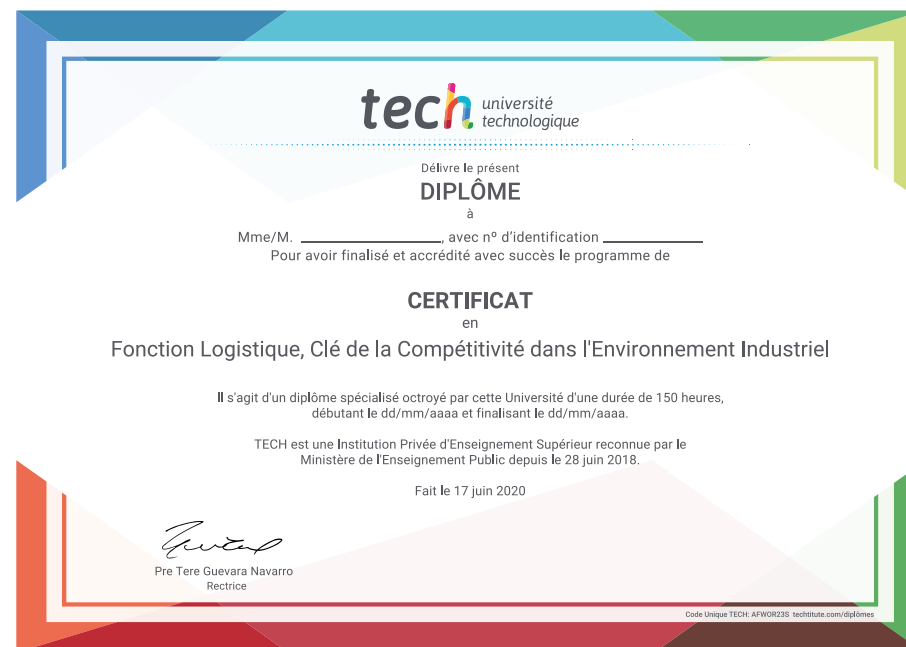 tech université
technologique
Délivre le présent
DIPLÔME
à
Mme/M. ____________________, avec nº d'identification ______________
Pour avoir finalisé et accrédité avec succès le programme de
CERTIFICAT
en
Fonction Logistique, Clé de la Compétitivité dans l'Environnement Industriel
Il s'agit d'un diplôme spécialisé octroyé par cette Université d'une durée de 150 heures,
débutant le dd/mm/aaaa et finalisant le dd/mm/aaaa.
TECH est une Institution Privée d'Enseignement Supérieur reconnue par le
Ministère de l'Enseignement Public depuis le 28 juin 2018.
Fait le 17 juin 2020
Pre Tere Guevara Navarro
Rectrice
Code Unique TECH: AFWOR23S techtitute.com/diplômes